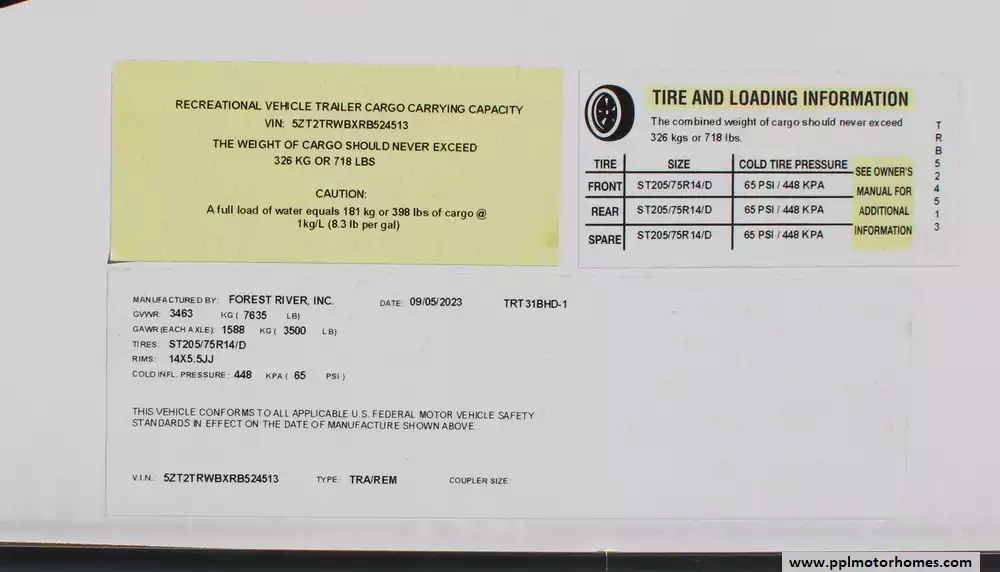 RECREATIONAL VEHICLE TRAILER CARGO CARRYING CAPACITY
VIN: 5ZT2TRWBXRB524513
THE WEIGHT OF CARGO SHOULD NEVER EXCEED
326 KG OR 718 LBS
CAUTION:
A full load of water equals 181 kg or 398 lbs of cargo @
1kg/L (8.3 lb per gal)
TIRE AND LOADING INFORMATION
The combined weight of cargo should never exceed
326 kgs or 718 lbs.
TIRE SIZE COLD TIRE PRESSURE
FRONT ST205/75R14/D 65 PSI / 448 KPA
REAR ST205/75R14/D 65 PSI / 448 KPA
SPARE ST205/75R14/D 65 PSI / 448 KPA
SEE OWNER'S
MANUAL FOR
ADDITIONAL
INFORMATION
TRB524513
MANUFACTURED BY: FOREST RIVER, INC. DATE: 09/05/2023 TRT31BHD-1
GVWR: 3463 KG ( 7635 LB)
GAWR (EACH AXLE): 1588 KG ( 3500 LB)
TIRES: ST205/75R14/D
RIMS: 14X5.5JJ
COLD INFL. PRESSURE: 448 KPA ( 65 PSI )
THIS VEHICLE CONFORMS TO ALL APPLICABLE U.S. FEDERAL MOTOR VEHICLE SAFETY
STANDARDS IN EFFECT ON THE DATE OF MANUFACTURE SHOWN ABOVE.
V.I.N.: 5ZT2TRWBXRB524513 TYPE: TRA/REM COUPLER SIZE:
www.pplmotorhomes.com